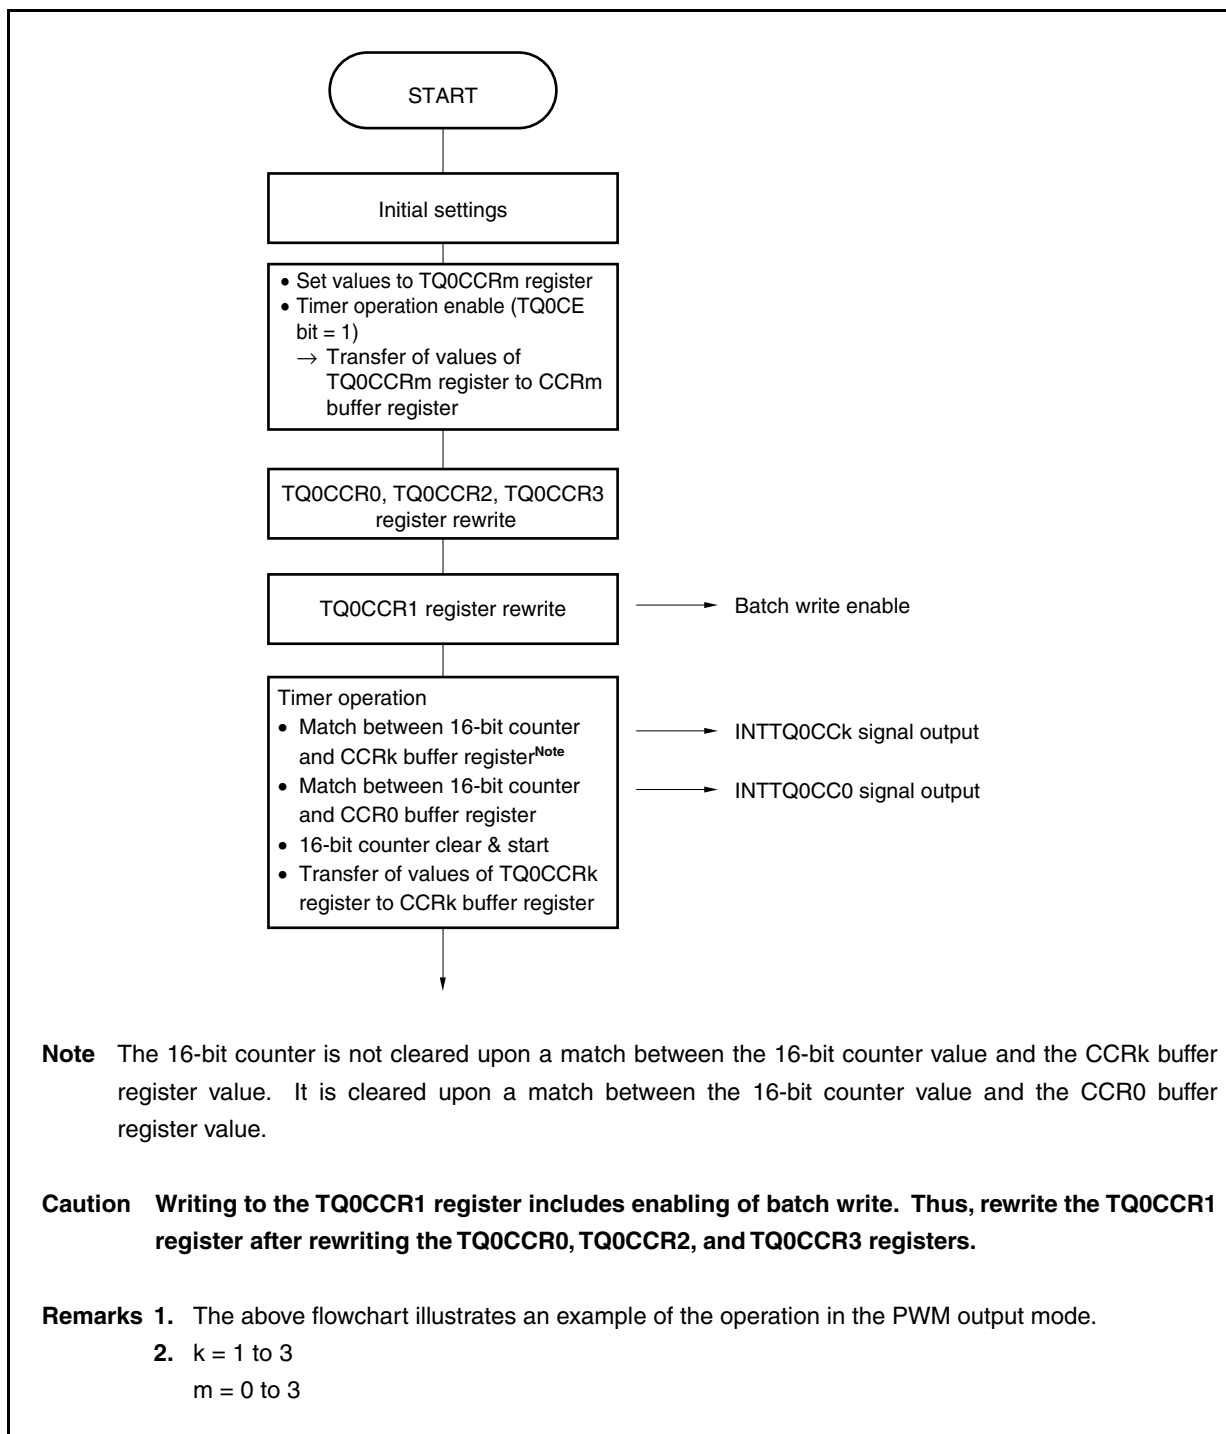 START
Initial settings
• Set values to TQ0CCRm register
• Timer operation enable (TQ0CE
bit = 1)
→ Transfer of values of
TQ0CCRm register to CCRm
buffer register
TQ0CCR0, TQ0CCR2, TQ0CCR3
register rewrite
TQ0CCR1 register rewrite
Batch write enable
Timer operation
• Match between 16-bit counter
and CCRk buffer registerNote
INTTQ0CCk signal output
• Match between 16-bit counter
and CCR0 buffer register
INTTQ0CC0 signal output
• 16-bit counter clear & start
• Transfer of values of TQ0CCRk
register to CCRk buffer register
Note The 16-bit counter is not cleared upon a match between the 16-bit counter value and the CCRk buffer
register value. It is cleared upon a match between the 16-bit counter value and the CCR0 buffer
register value.
Caution Writing to the TQ0CCR1 register includes enabling of batch write. Thus, rewrite the TQ0CCR1
register after rewriting the TQ0CCR0, TQ0CCR2, and TQ0CCR3 registers.
Remarks 1. The above flowchart illustrates an example of the operation in the PWM output mode.
2. k = 1 to 3
m = 0 to 3